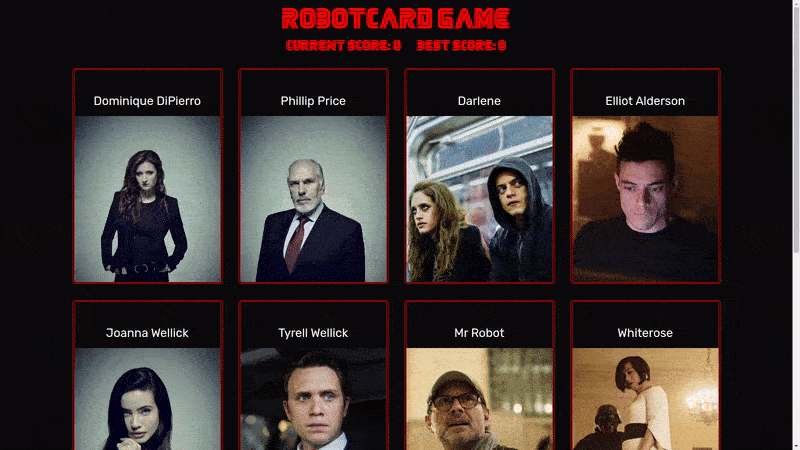 ROBOTCARD GAME
CURRENT SCORE: 0 BEST SCORE: 0
Dominique DiPierro
Phillip Price
Darlene
Elliot Alderson
Joanna Wellick
Tyrell Wellick
Mr Robot
Whiterose